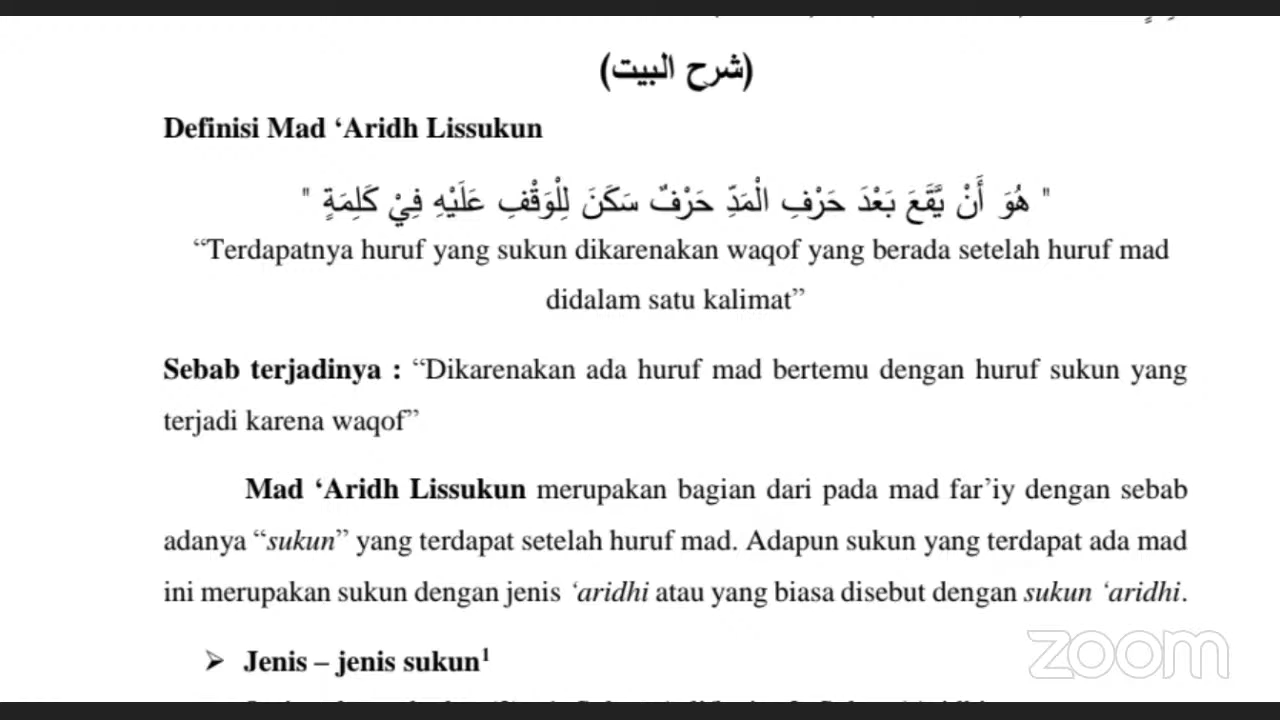 (شرح البيت)
Definisi Mad ‘Aridh Lissukun
" هُوَ أَنْ يَّقَعَ بَعْدَ حَرْفِ الْمَدِّ حَرْفٌ سَكَنَ لِلْوَقْفِ عَلَيْهِ فِيْ كَلِمَةٍ "
“Terdapatnya huruf yang sukun dikarenakan waqof yang berada setelah huruf mad
didalam satu kalimat”
Sebab terjadinya : “Dikarenakan ada huruf mad bertemu dengan huruf sukun yang
terjadi karena waqof”
Mad ‘Aridh Lissukun merupakan bagian dari pada mad far’iy dengan sebab
adanya “sukun” yang terdapat setelah huruf mad. Adapun sukun yang terdapat ada mad
ini merupakan sukun dengan jenis ‘aridhi atau yang biasa disebut dengan sukun ‘aridhi.
➢ Jenis – jenis sukun¹
zoom